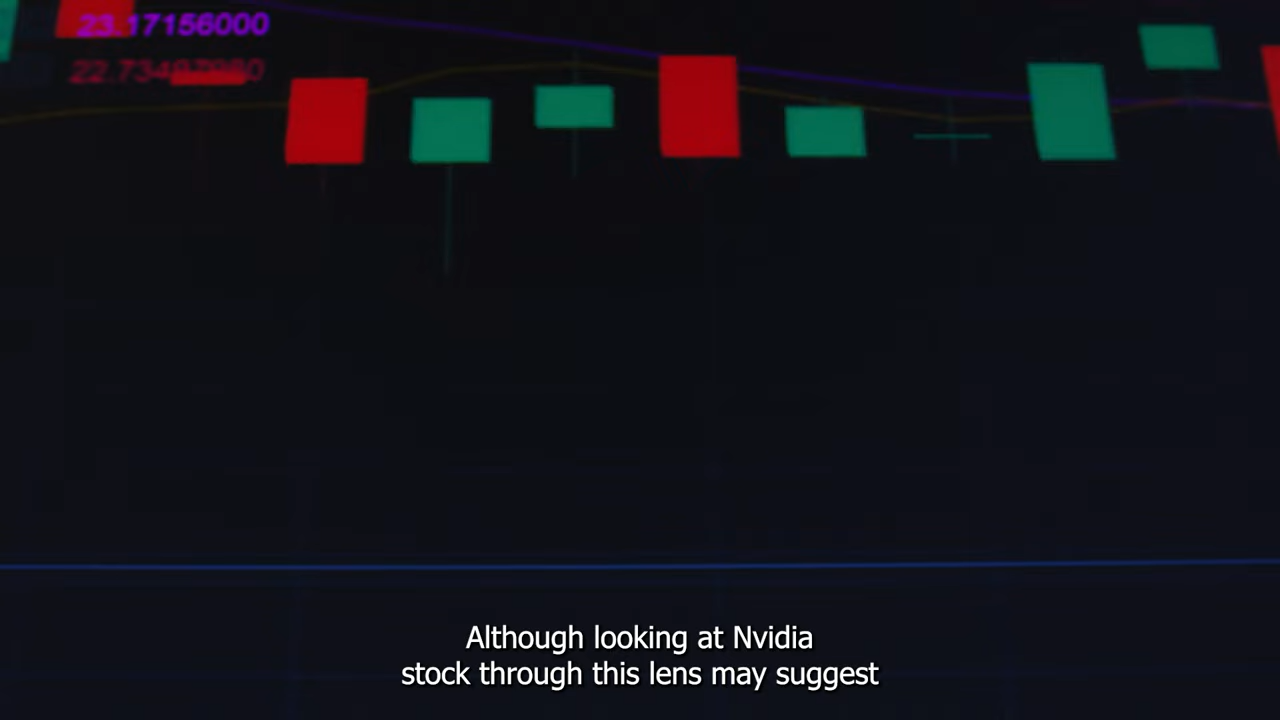 23.17156000
Although looking at Nvidia
stock through this lens may suggest